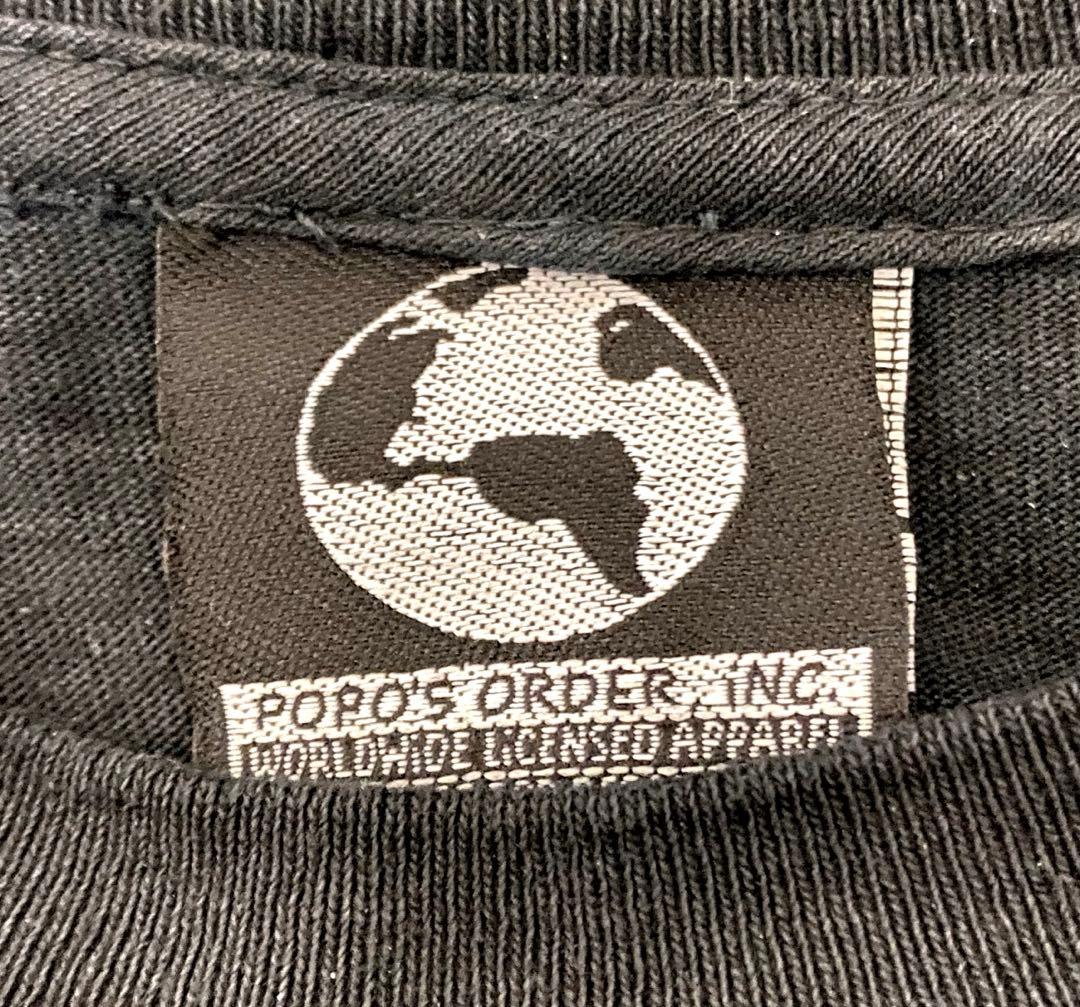 POPO'S ORDER, INC.
WORLDWIDE LICENSED APPAREL